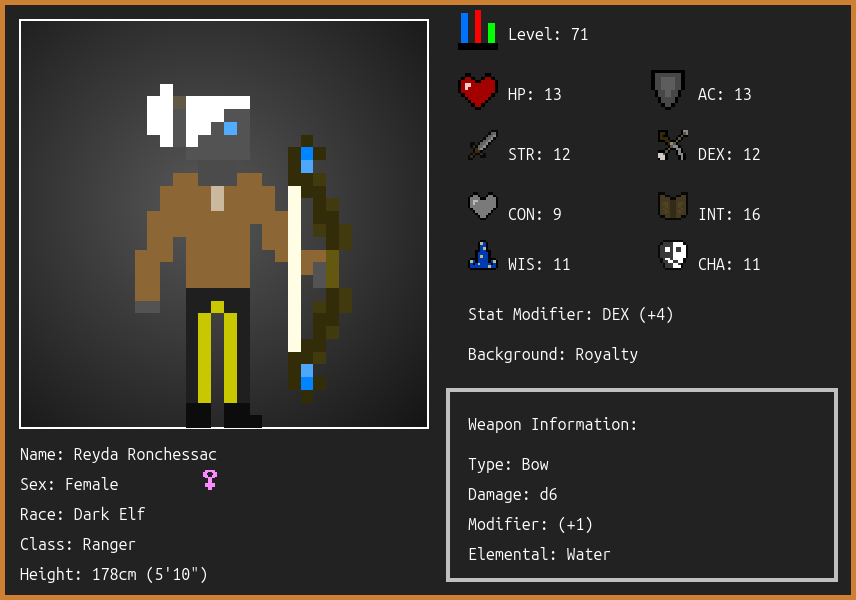 Level: 71
HP: 13
AC: 13
STR: 12
DEX: 12
CON: 9
INT: 16
WIS: 11
CHA: 11
Stat Modifier: DEX (+4)
Background: Royalty
Name: Reyda Ronchessac
Sex: Female
Race: Dark Elf
Class: Ranger
Height: 178cm (5'10")
Weapon Information:
Type: Bow
Damage: d6
Modifier: (+1)
Elemental: Water